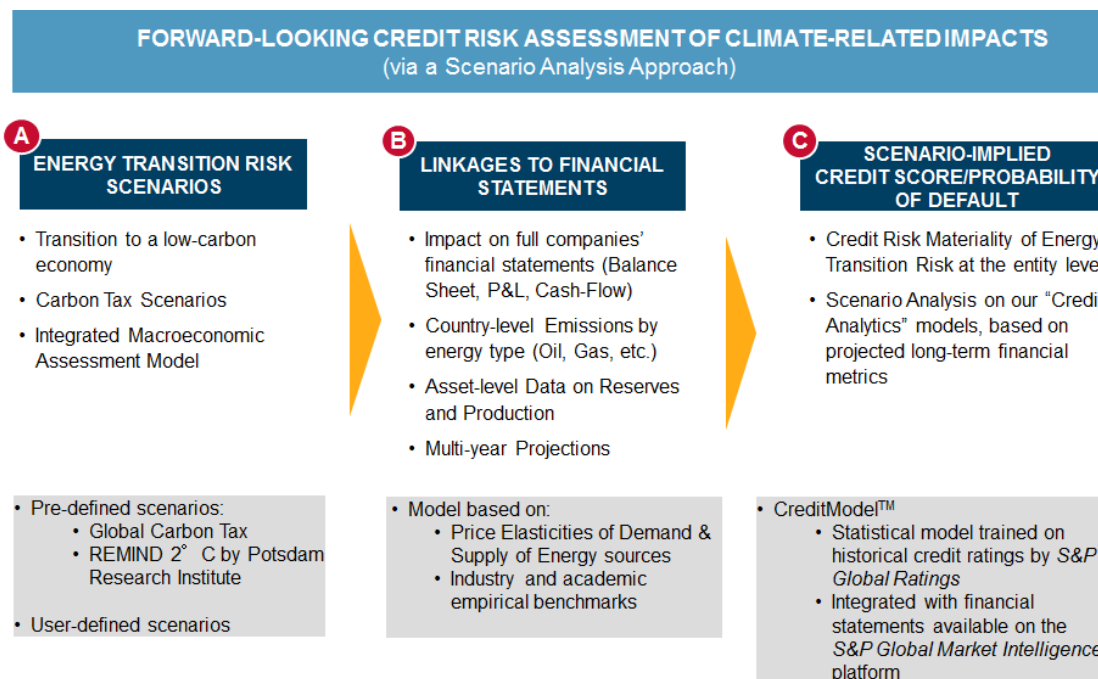 FORWARD-LOOKING CREDIT RISK ASSESSMENT OF CLIMATE-RELATED IMPACTS
(via a Scenario Analysis Approach)
A
ENERGY TRANSITION RISK
SCENARIOS
• Transition to a low-carbon
economy
• Carbon Tax Scenarios
• Integrated Macroeconomic
Assessment Model
• Pre-defined scenarios:
• Global Carbon Tax
• REMIND 2° C by Potsdam
Research Institute
• User-defined scenarios
B
LINKAGES TO FINANCIAL
STATEMENTS
• Impact on full companies’
financial statements (Balance
Sheet, P&L, Cash-Flow)
• Country-level Emissions by
energy type (Oil, Gas, etc.)
• Asset-level Data on Reserves
and Production
• Multi-year Projections
• Model based on:
• Price Elasticities of Demand &
Supply of Energy sources
• Industry and academic
empirical benchmarks
C
SCENARIO-IMPLIED
CREDIT SCORE/PROBABILITY
OF DEFAULT
• Credit Risk Materiality of Energy
Transition Risk at the entity leve
• Scenario Analysis on our “Credi
Analytics” models, based on
projected long-term financial
metrics
• CreditModel™
• Statistical model trained on
historical credit ratings by S&P
Global Ratings
• Integrated with financial
statements available on the
S&P Global Market Intelligence
platform